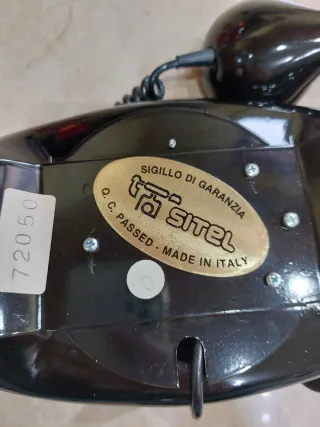 SIGILLO DI GARANZIA
SITEL
Q. C. PASSED - MADE IN ITALY
72050